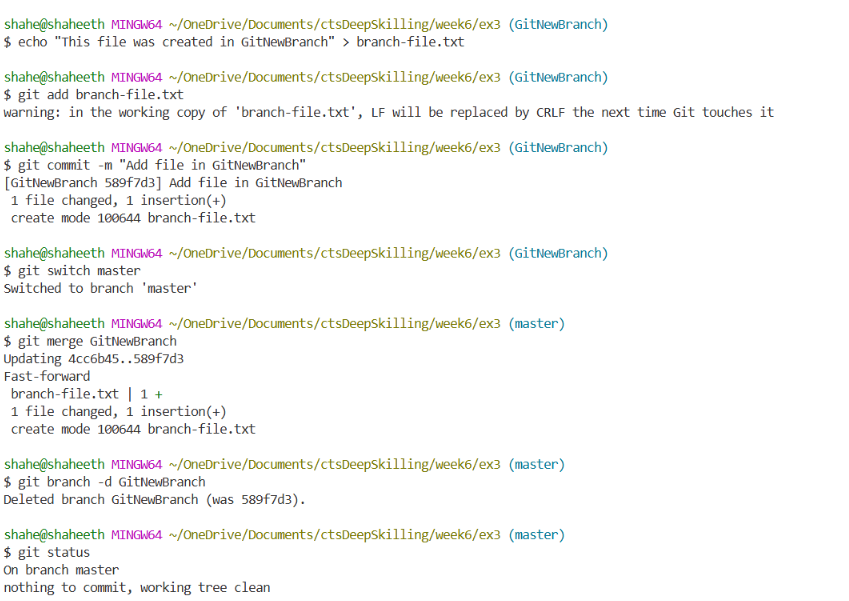 shahe@shaheeth MINGW64 ~/OneDrive/Documents/ctsDeepSkilling/week6/ex3 (GitNewBranch)
$ echo "This file was created in GitNewBranch" > branch-file.txt
shahe@shaheeth MINGW64 ~/OneDrive/Documents/ctsDeepSkilling/week6/ex3 (GitNewBranch)
$ git add branch-file.txt
warning: in the working copy of 'branch-file.txt', LF will be replaced by CRLF the next time Git touches it
shahe@shaheeth MINGW64 ~/OneDrive/Documents/ctsDeepSkilling/week6/ex3 (GitNewBranch)
$ git commit -m "Add file in GitNewBranch"
[GitNewBranch 589f7d3] Add file in GitNewBranch
1 file changed, 1 insertion(+)
create mode 100644 branch-file.txt
shahe@shaheeth MINGW64 ~/OneDrive/Documents/ctsDeepSkilling/week6/ex3 (GitNewBranch)
$ git switch master
Switched to branch 'master'
shahe@shaheeth MINGW64 ~/OneDrive/Documents/ctsDeepSkilling/week6/ex3 (master)
$ git merge GitNewBranch
Updating 4cc6b45..589f7d3
Fast-forward
branch-file.txt | 1 +
1 file changed, 1 insertion(+)
create mode 100644 branch-file.txt
shahe@shaheeth MINGW64 ~/OneDrive/Documents/ctsDeepSkilling/week6/ex3 (master)
$ git branch -d GitNewBranch
Deleted branch GitNewBranch (was 589f7d3).
shahe@shaheeth MINGW64 ~/OneDrive/Documents/ctsDeepSkilling/week6/ex3 (master)
$ git status
On branch master
nothing to commit, working tree clean